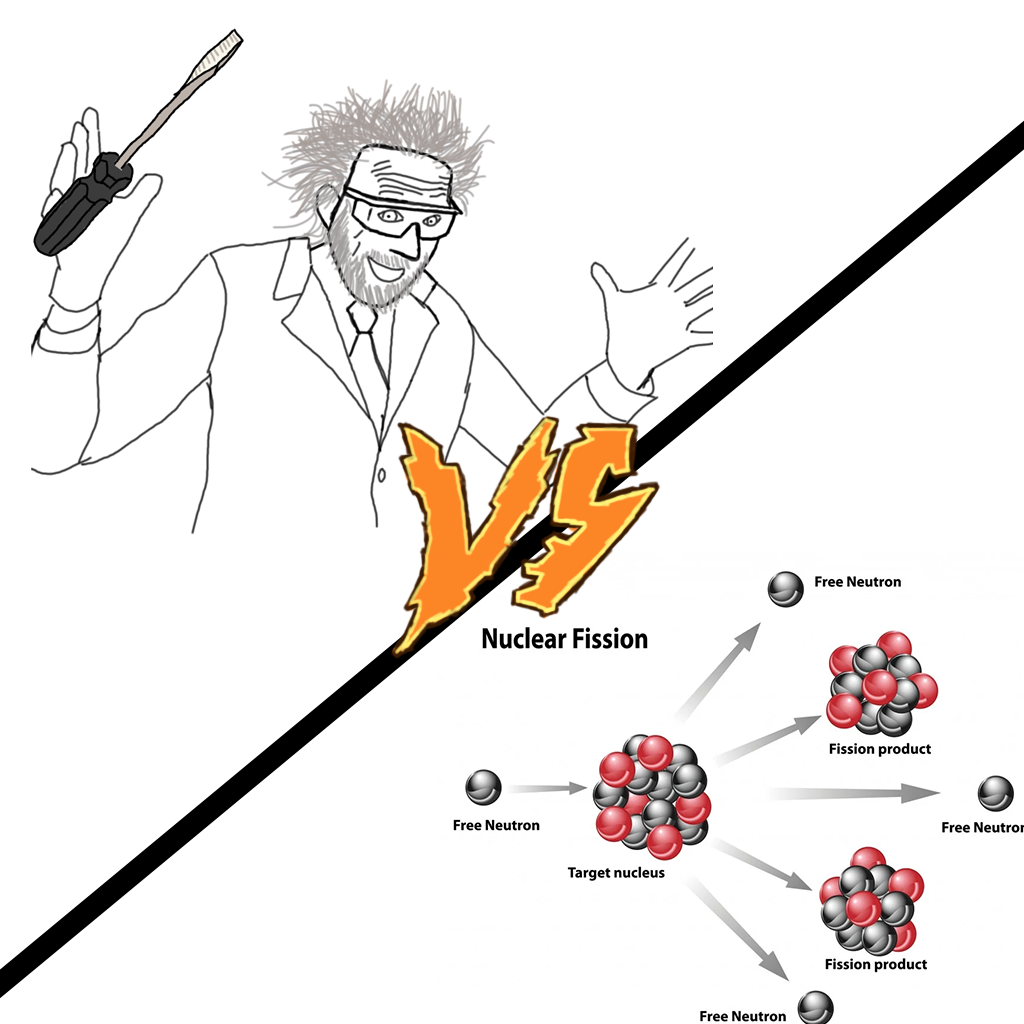 VS
Nuclear Fission
Free Neutron
Fission product
Free Neutron
Free Neutron
Target nucleus
Fission product
Free Neutron